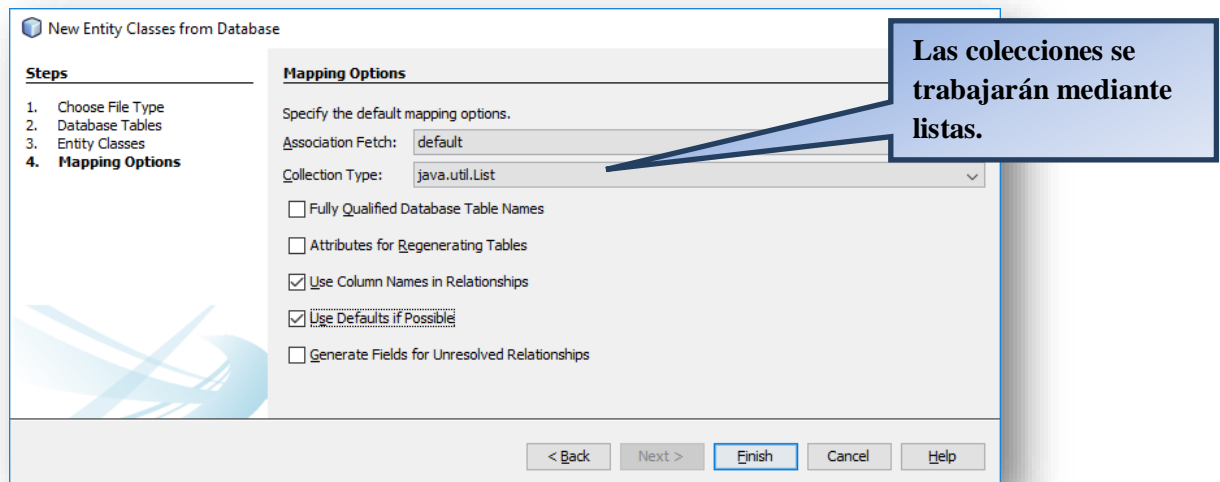 New Entity Classes from Database
Las colecciones se
trabajarán mediante
listas.
Steps
1. Choose File Type
2. Database Tables
3. Entity Classes
4. Mapping Options
Mapping Options
Specify the default mapping options.
Association Fetch: default
Collection Type: java.util.List
Fully Qualified Database Table Names
Attributes for Regenerating Tables
Use Column Names in Relationships
Use Defaults if Possible
Generate Fields for Unresolved Relationships
< Back Next > Finish Cancel Help